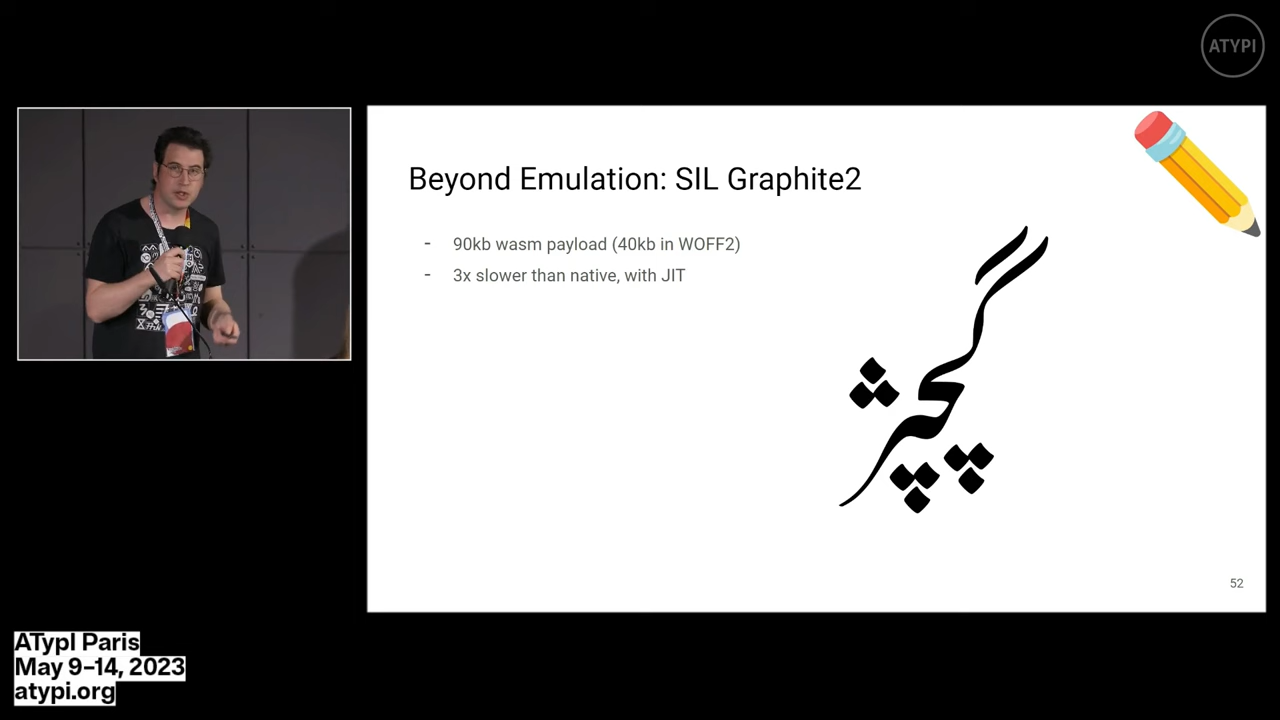 ATYPI
Beyond Emulation: SIL Graphite2
- 90kb wasm payload (40kb in WOFF2)
- 3x slower than native, with JIT
گچپژ
52
ATypI Paris
May 9–14, 2023
atypi.org